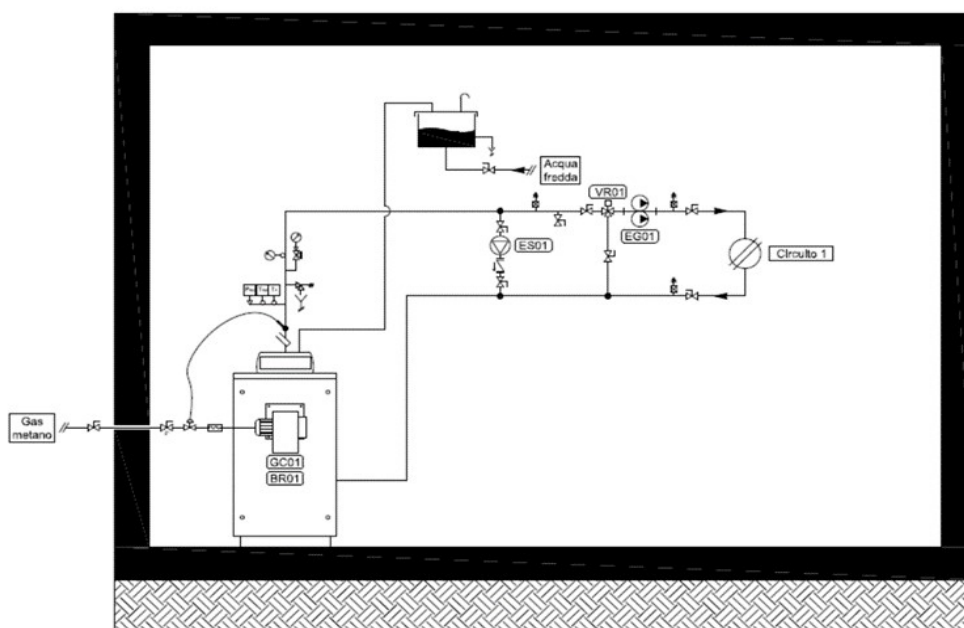 Acqua
fredda
VR01
ES01
EG01
Circuito 1
Gas
metano
GC01
BR01